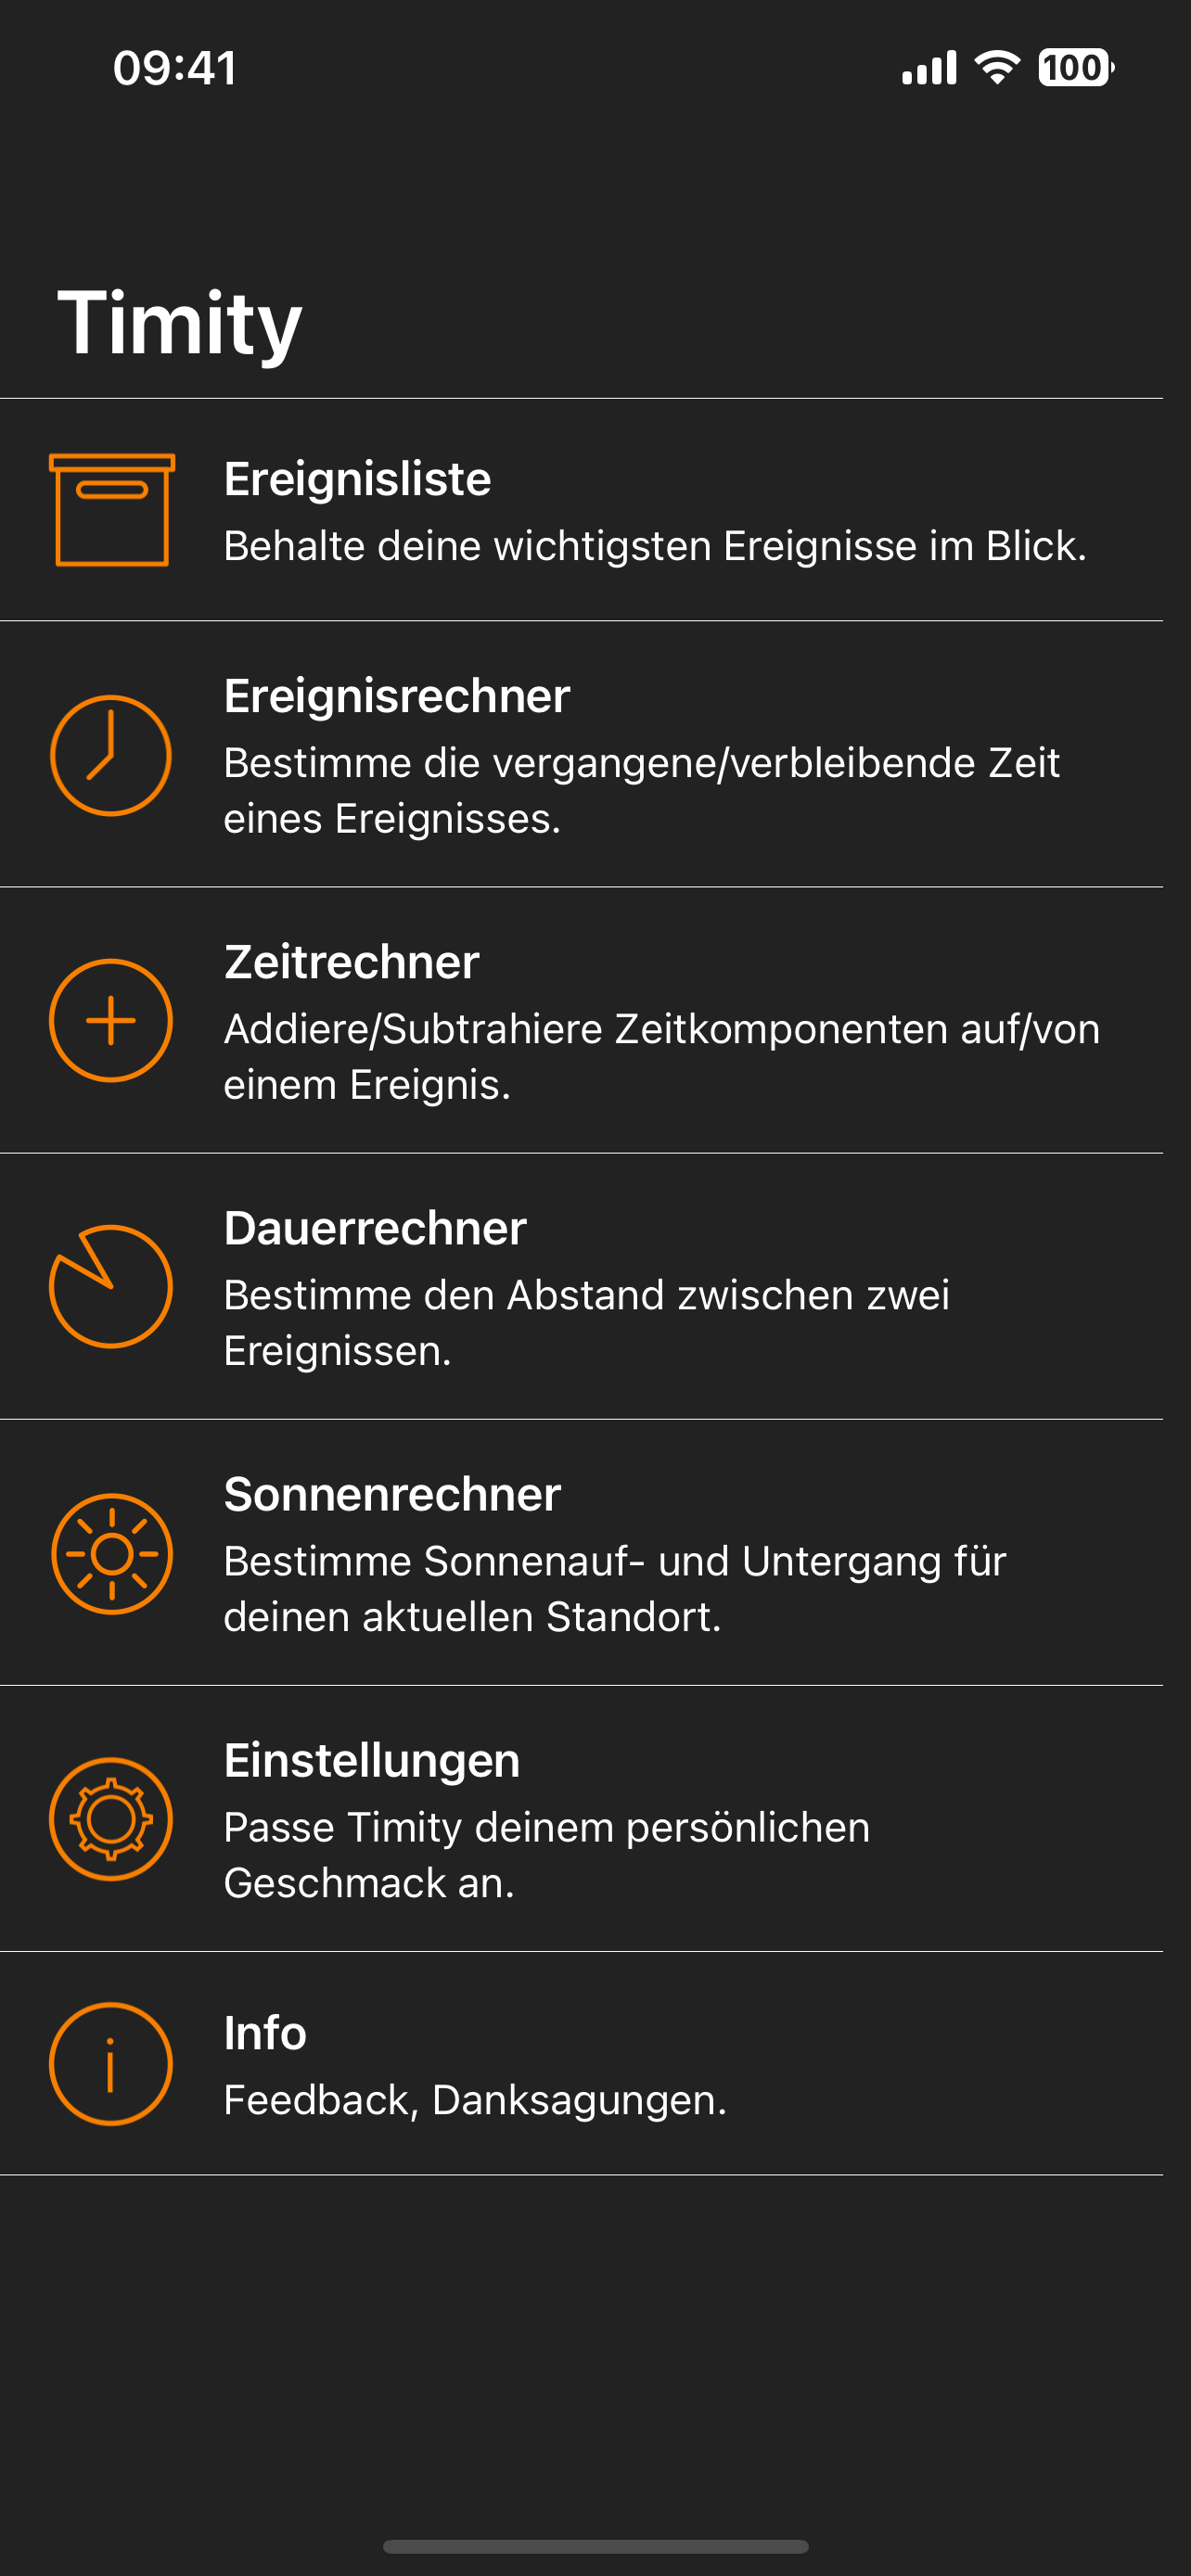 09:41
100
Timity
Ereignisliste
Behalte deine wichtigsten Ereignisse im Blick.
Ereignisrechner
Bestimme die vergangene/verbleibende Zeit
eines Ereignisses.
Zeitrechner
Addiere/Subtrahiere Zeitkomponenten auf/von
einem Ereignis.
Dauerrechner
Bestimme den Abstand zwischen zwei
Ereignissen.
Sonnenrechner
Bestimme Sonnenauf- und Untergang für
deinen aktuellen Standort.
Einstellungen
Passe Timity deinem persönlichen
Geschmack an.
Info
Feedback, Danksagungen.